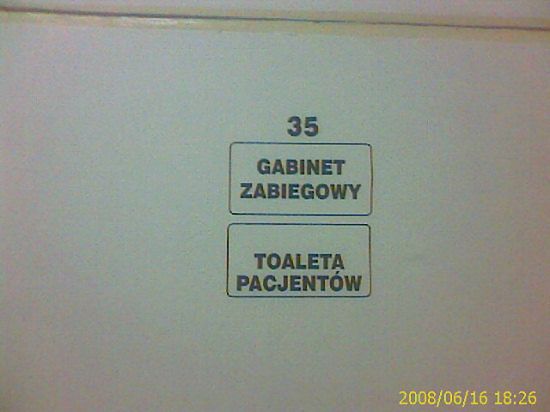 35
GABINET
ZABIEGOWY
TOALETA
PACJENTÓW
2008/06/16 18:26